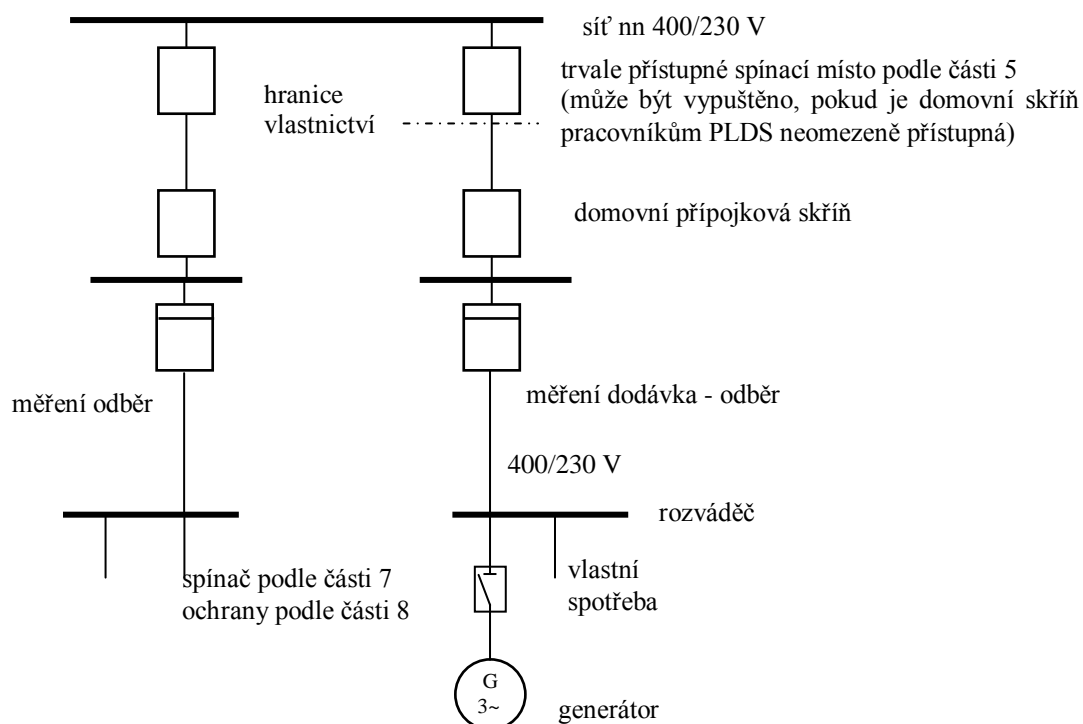 síť nn 400/230 V
trvale přístupné spínací místo podle části 5
(může být vypuštěno, pokud je domovní skříň
pracovníkům PLDS neomezeně přístupná)
hranice
vlastnictví
domovní přípojková skříň
měření odběr
měření dodávka - odběr
400/230 V
rozváděč
spínač podle části 7
ochrany podle části 8
vlastní
spotřeba
G
3~
generátor